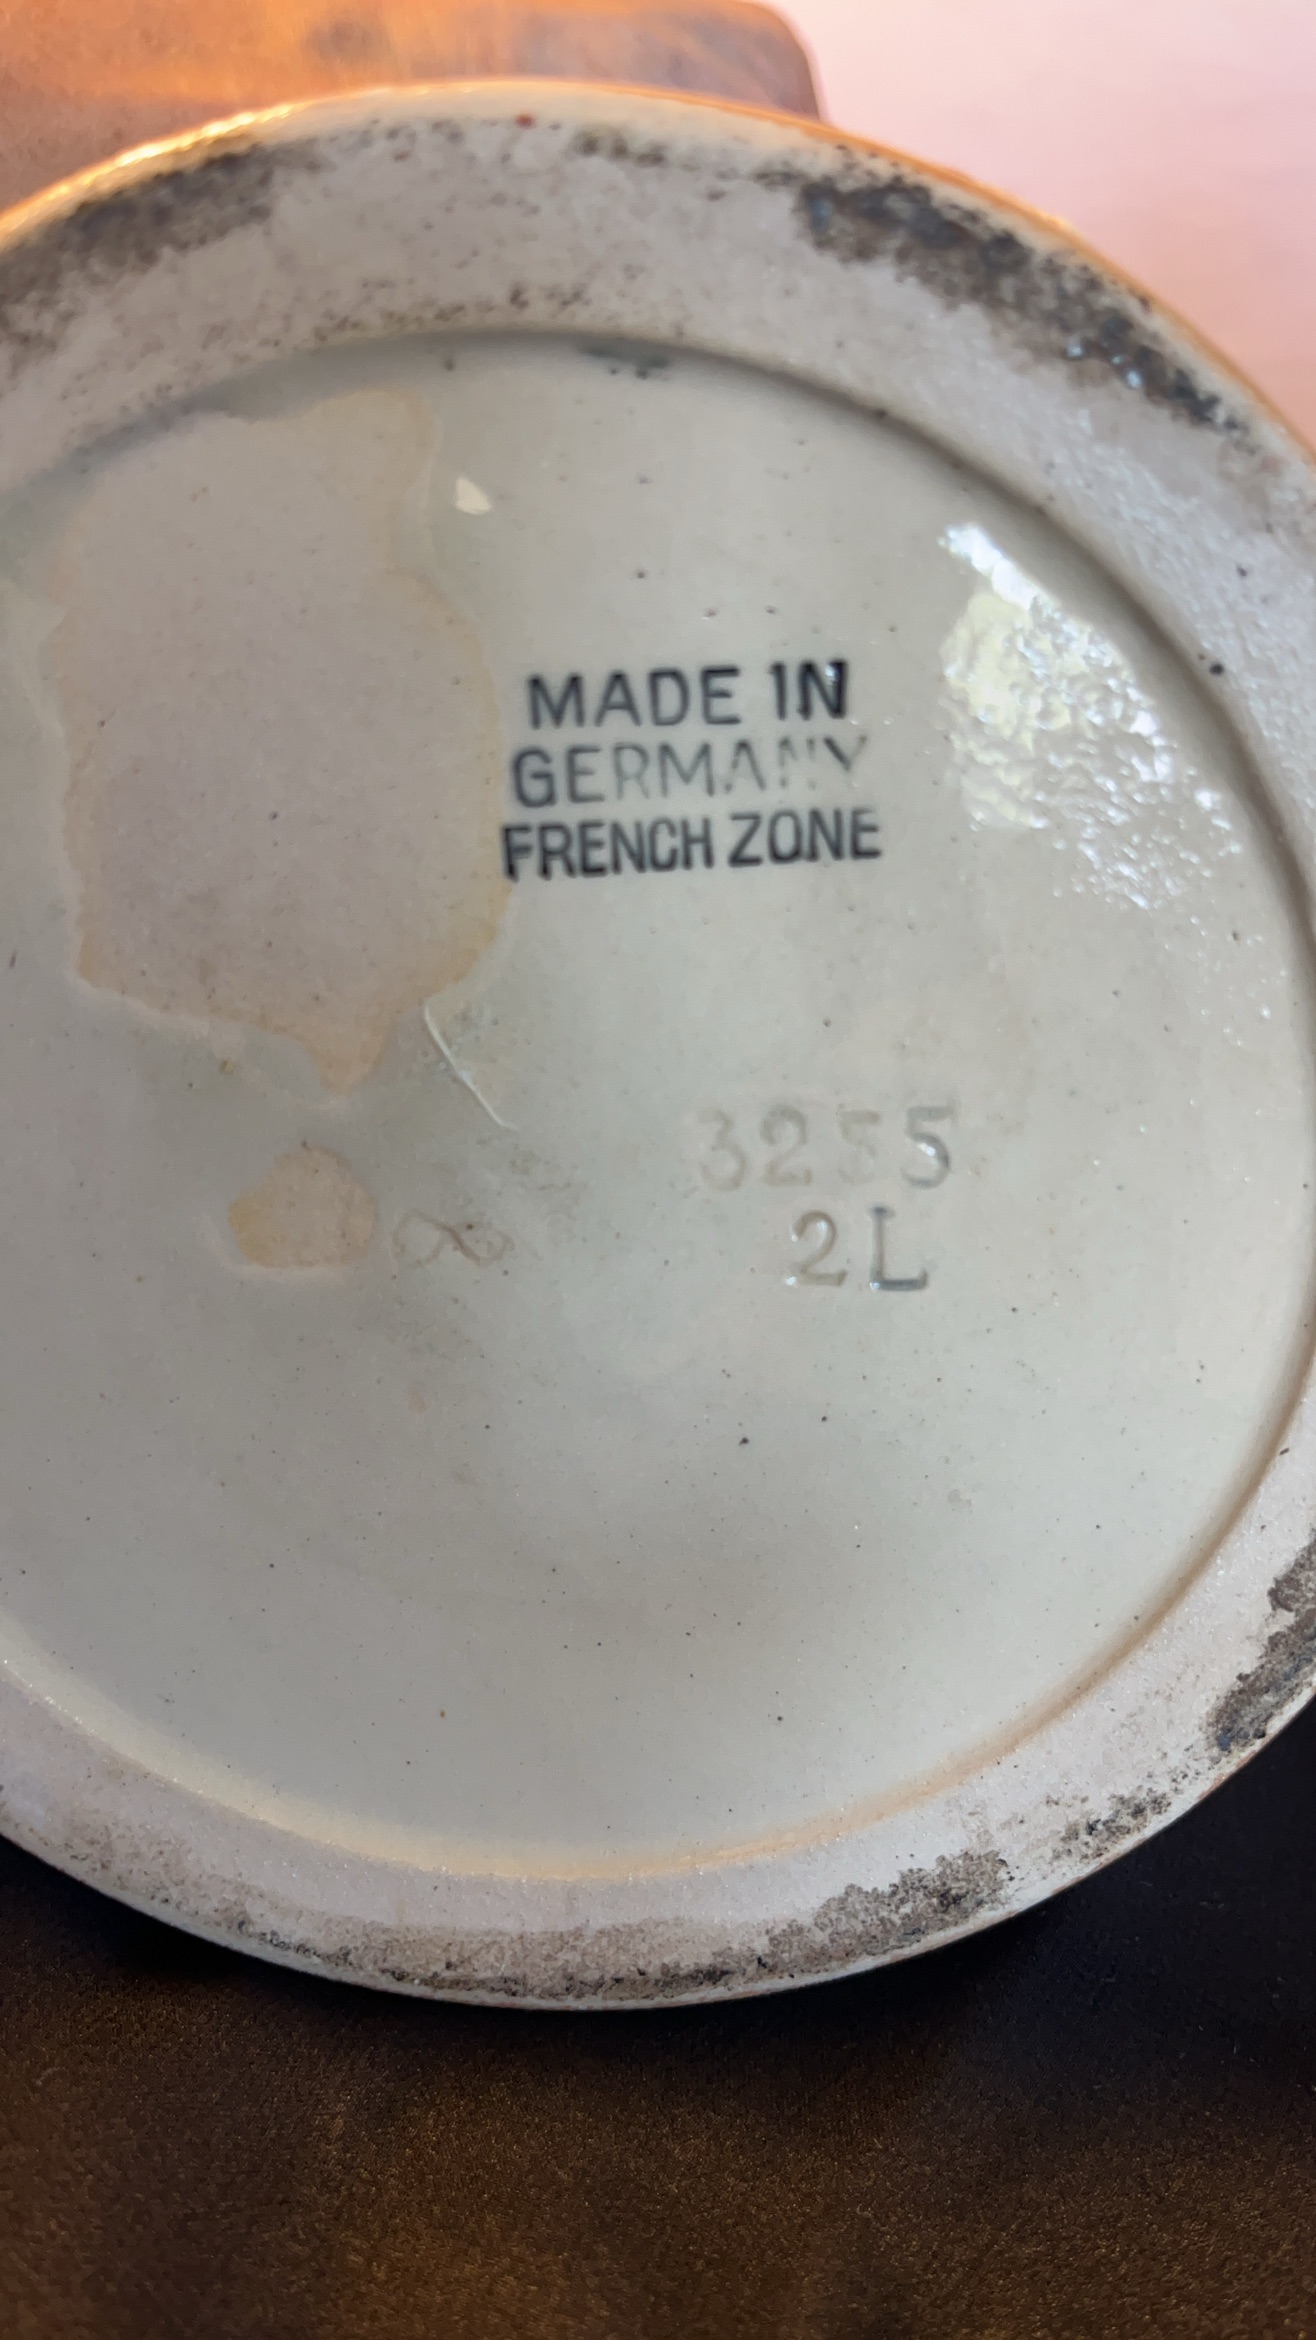 MADE IN
GERMANY
FRENCH ZONE
3255
2L